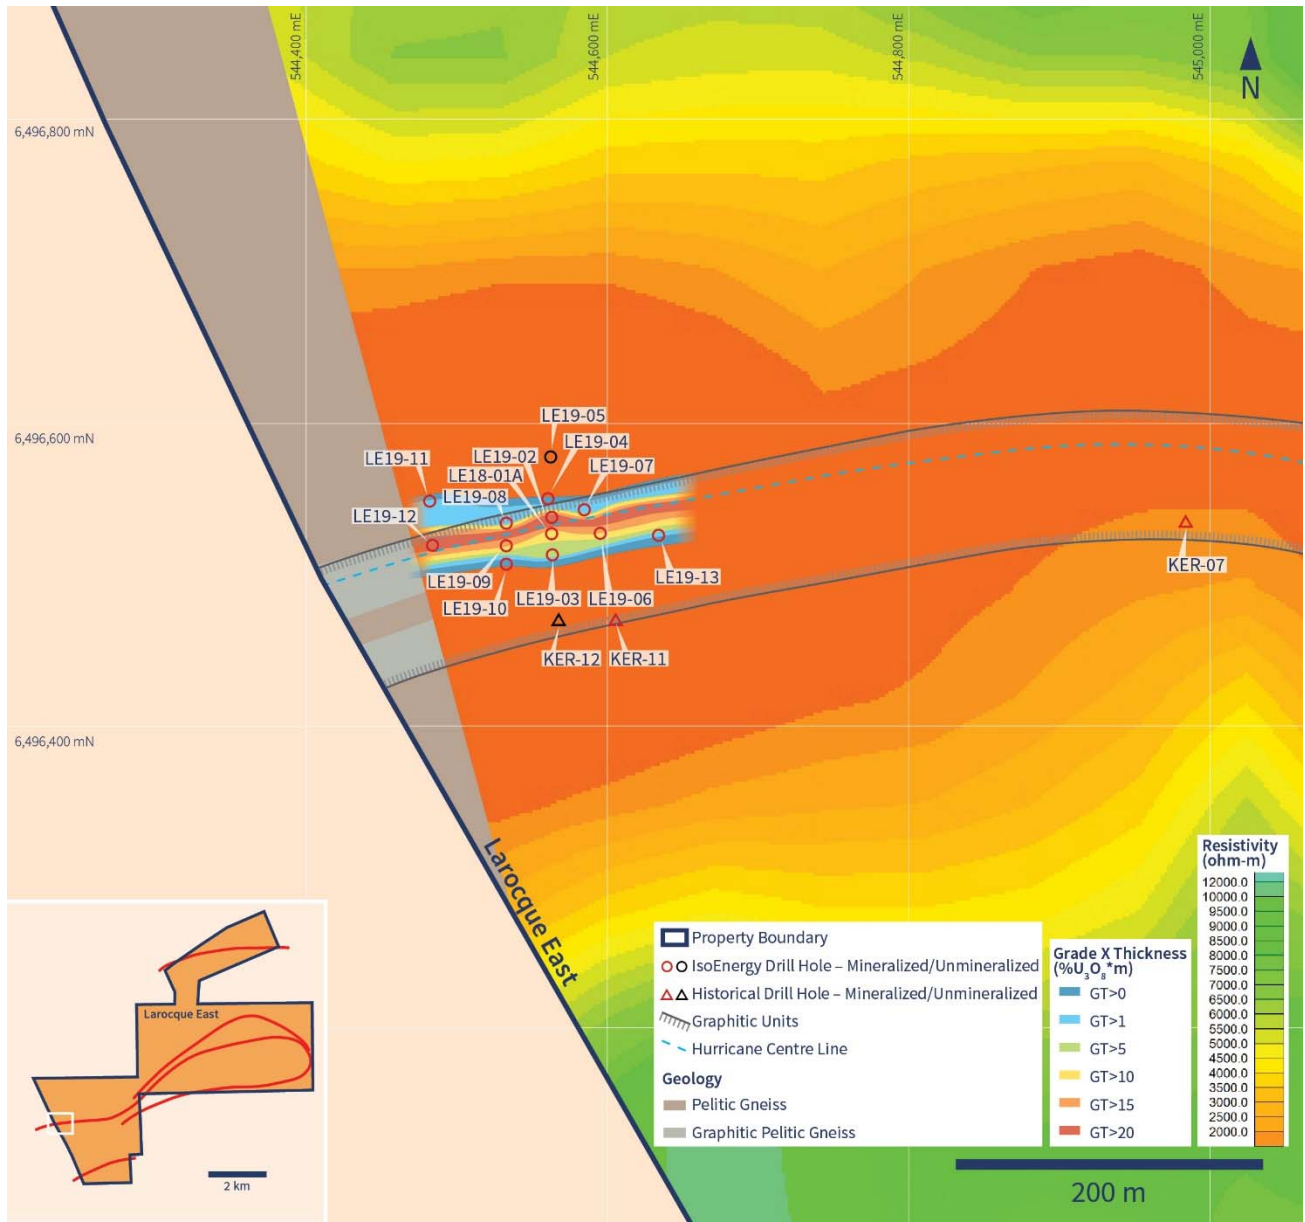 544,400 mE
544,600 mE
544,800 mE
545,000 mE
N
6,496,800 mN
6,496,600 mN
6,496,400 mN
LE19-05
LE19-04
LE19-02
LE19-11
LE19-07
LE18-01A
LE19-08
LE19-12
LE19-09
LE19-03
LE19-06
LE19-13
LE19-10
KER-07
KER-12
KER-11
Larocque East
Property Boundary
IsoEnergy Drill Hole – Mineralized/Unmineralized
Historical Drill Hole – Mineralized/Unmineralized
Graphitic Units
Hurricane Centre Line
Geology
Pelitic Gneiss
Graphitic Pelitic Gneiss
Grade X Thickness
(%U₃O₈*m)
GT>0
GT>1
GT>5
GT>10
GT>15
GT>20
Resistivity
(ohm-m)
12000.0
10000.0
9500.0
9000.0
8500.0
8000.0
7500.0
7000.0
6500.0
6000.0
5500.0
5000.0
4500.0
4000.0
3500.0
3000.0
2500.0
2000.0
200 m
Larocque East
2 km